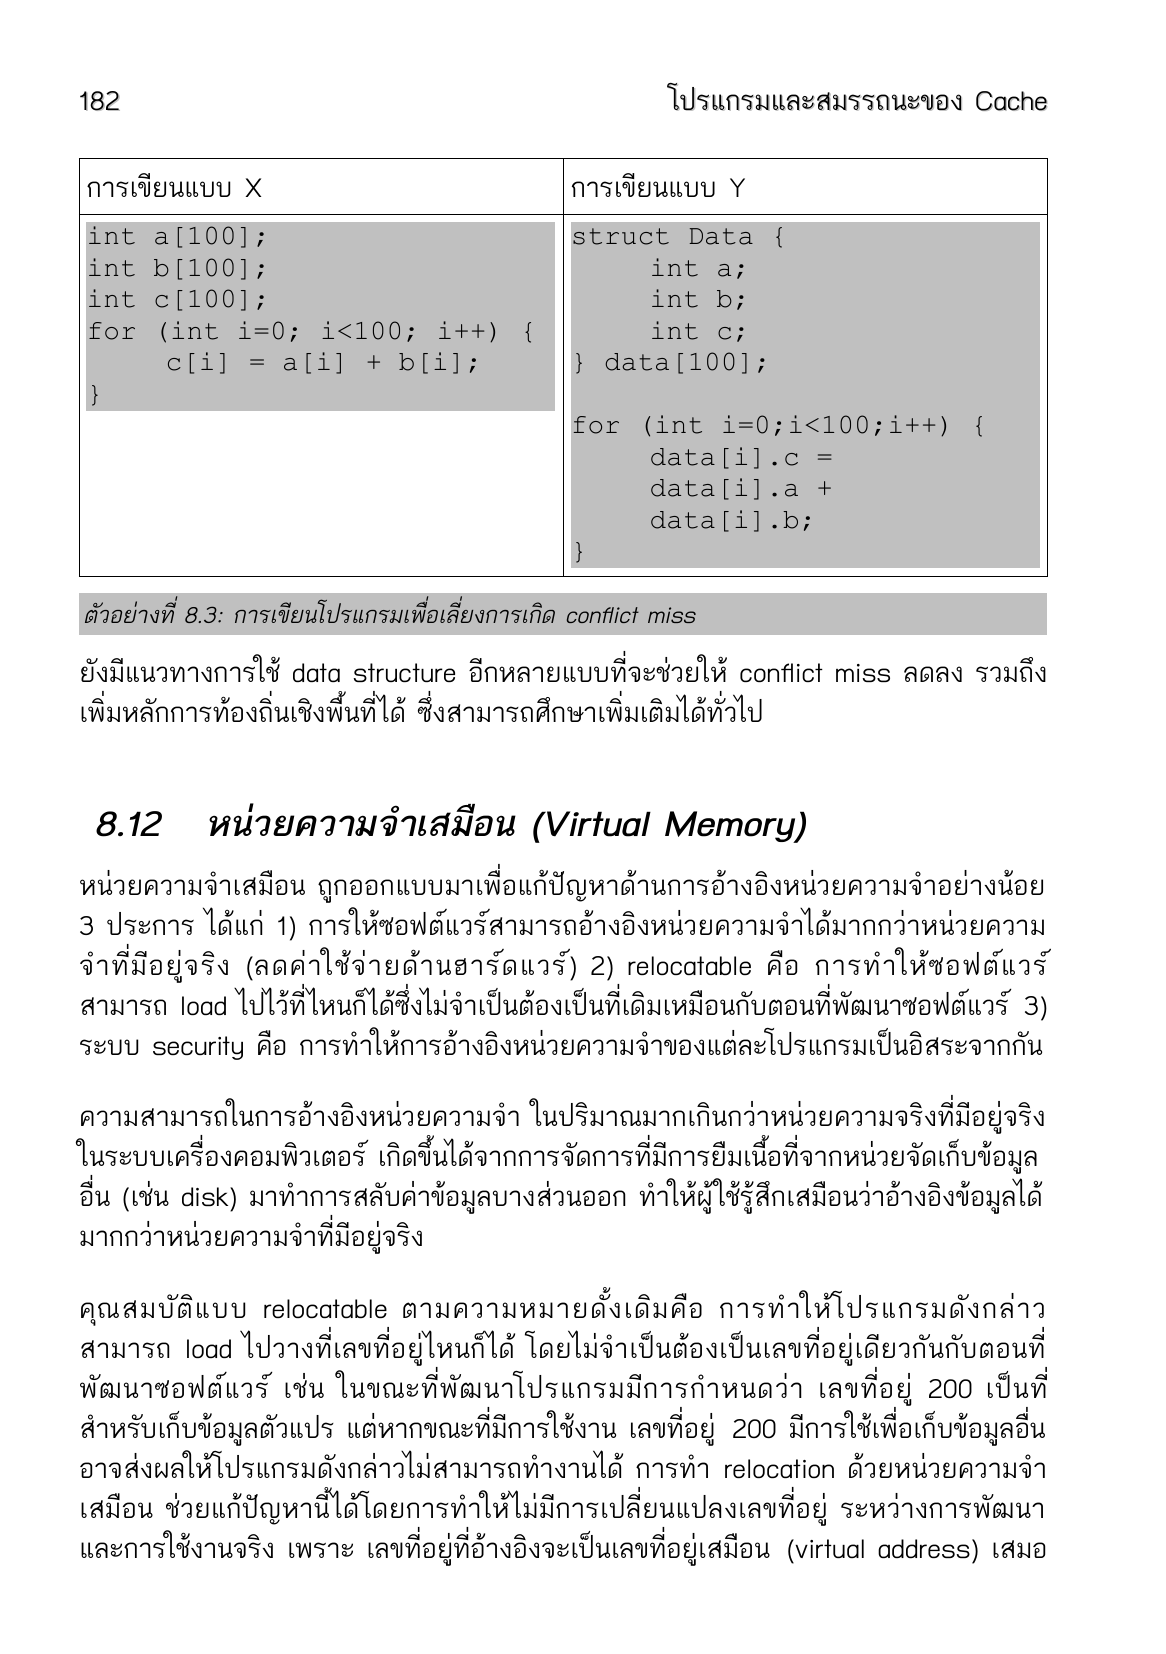 182 โปรแกรมและสมรรถนะของ Cache
การเขียนแบบ X
int a[100];
int b[100];
int c[100];
for (int i=0; i<100; i++) {
c[i] = a[i] + b[i];
}
การเขียนแบบ Y
struct Data {
int a;
int b;
int c;
} data[100];
for (int i=0;i<100;i++) {
data[i].c =
data[i].a +
data[i].b;
}
ตัวอย่างที่ 8.3: การเขียนโปรแกรมเพื่อเลี่ยงการเกิด conflict miss
ยังมีแนวทางการใช้ data structure อีกหลายแบบที่จะช่วยให้ conflict miss ลดลง รวมถึง
เพิ่มหลักการท้องถิ่นเชิงพื้นที่ได้ ซึ่งสามารถศึกษาเพิ่มเติมได้ทั่วไป
8.12 หน่วยความจำเสมือน (Virtual Memory)
หน่วยความจำเสมือน ถูกออกแบบมาเพื่อแก้ปัญหาด้านการอ้างอิงหน่วยความจำอย่างน้อย
3 ประการ ได้แก่ 1) การให้ซอฟต์แวร์สามารถอ้างอิงหน่วยความจำได้มากกว่าหน่วยความ
จำที่มีอยู่จริง (ลดค่าใช้จ่ายด้านฮาร์ดแวร์) 2) relocatable คือ การทำให้ซอฟต์แวร์
สามารถ load ไปไว้ที่ไหนก็ได้ซึ่งไม่จำเป็นต้องเป็นที่เดิมเหมือนกับตอนที่พัฒนาซอฟต์แวร์ 3)
ระบบ security คือ การทำให้การอ้างอิงหน่วยความจำของแต่ละโปรแกรมเป็นอิสระจากกัน
ความสามารถในการอ้างอิงหน่วยความจำ ในปริมาณมากเกินกว่าหน่วยความจริงที่มีอยู่จริง
ในระบบเครื่องคอมพิวเตอร์ เกิดขึ้นได้จากการจัดการที่มีการยืมเนื้อที่จากหน่วยจัดเก็บข้อมูล
อื่น (เช่น disk) มาทำการสลับค่าข้อมูลบางส่วนออก ทำให้ผู้ใช้รู้สึกเสมือนว่าอ้างอิงข้อมูลได้
มากกว่าหน่วยความจำที่มีอยู่จริง
คุณสมบัติแบบ relocatable ตามความหมายดั้งเดิมคือ การทำให้โปรแกรมดังกล่าว
สามารถ load ไปวางที่เลขที่อยู่ไหนก็ได้ โดยไม่จำเป็นต้องเป็นเลขที่อยู่เดียวกันกับตอนที่
พัฒนาซอฟต์แวร์ เช่น ในขณะที่พัฒนาโปรแกรมมีการกำหนดว่า เลขที่อยู่ 200 เป็นที่
สำหรับเก็บข้อมูลตัวแปร แต่หากขณะที่มีการใช้งาน เลขที่อยู่ 200 มีการใช้เพื่อเก็บข้อมูลอื่น
อาจส่งผลให้โปรแกรมดังกล่าวไม่สามารถทำงานได้ การทำ relocation ด้วยหน่วยความจำ
เสมือน ช่วยแก้ปัญหานี้ได้โดยการทำให้ไม่มีการเปลี่ยนแปลงเลขที่อยู่ ระหว่างการพัฒนา
และการใช้งานจริง เพราะ เลขที่อยู่ที่อ้างอิงจะเป็นเลขที่อยู่เสมือน (virtual address) เสมอ